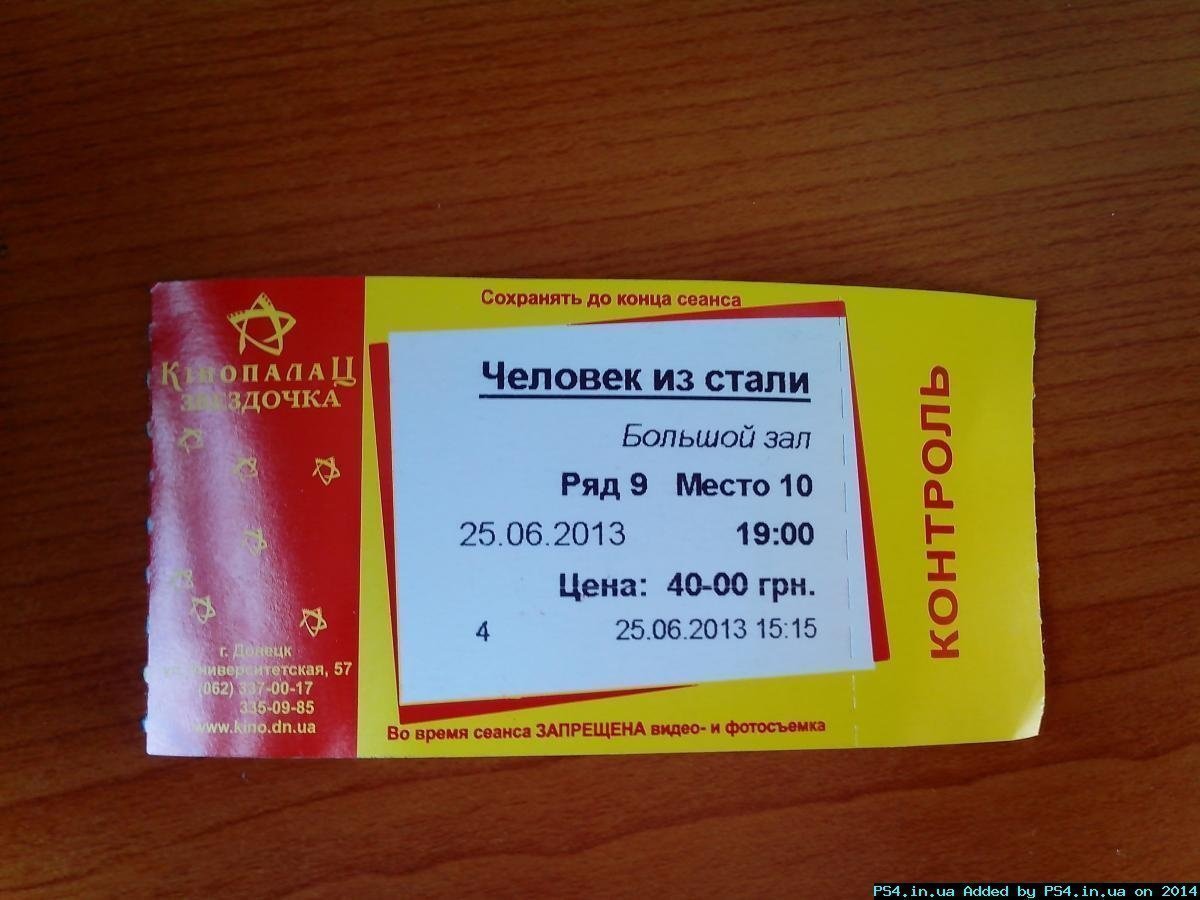 Сохранять до конца сеанса
КІНОПАЛАЦ
ЗВЕЗДОЧКА
Человек из стали
Большой зал
Ряд 9 Место 10
25.06.2013 19:00
Цена: 40-00 грн.
4 25.06.2013 15:15
КОНТРОЛЬ
г. Донецк
Университетская, 57
(062) 337-00-17
335-09-85
www.kino.dn.ua
Во время сеанса ЗАПРЕЩЕНА видео- и фотосъемка
PS4.in.ua Added by PS4.in.ua on 2014